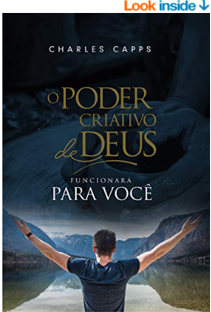 Look inside
CHARLES CAPPS
O PODER
CRIATIVO
de DEUS
FUNCIONARÁ
PARA VOCÊ